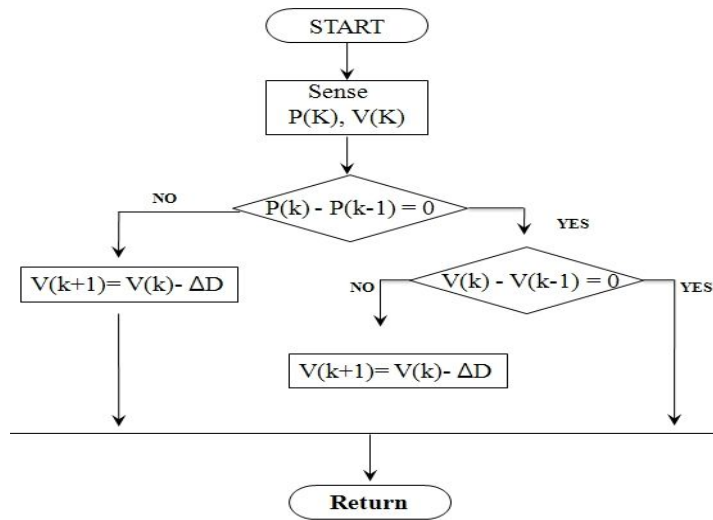 START
Sense
P(K), V(K)
NO
P(k) - P(k-1) = 0
YES
V(k+1)= V(k)- ΔD
NO
V(k) - V(k-1) = 0
YES
V(k+1)= V(k)- ΔD
Return